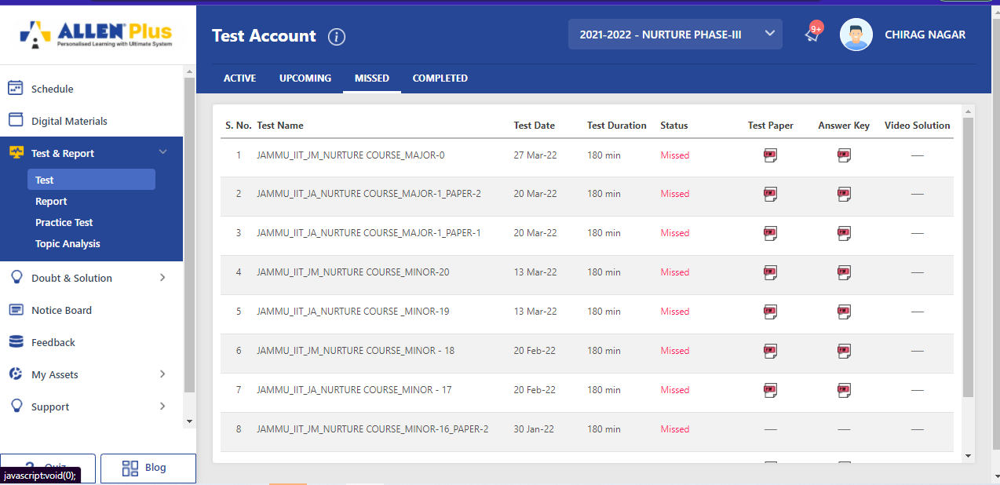 ALLEN Plus
Personalised Learning with Ultimate System
Test Account
i
2021-2022 - NURTURE PHASE-III
9+
CHIRAG NAGAR
ACTIVE UPCOMING MISSED COMPLETED
Schedule
Digital Materials
Test & Report
Test
Report
Practice Test
Topic Analysis
Doubt & Solution
Notice Board
Feedback
My Assets
Support
Quiz
Blog
javascript:void(0);
S. No. Test Name Test Date Test Duration Status Test Paper Answer Key Video Solution
1 JAMMU_IIT_JM_NURTURE COURSE_MAJOR-0 27 Mar-22 180 min Missed —
2 JAMMU_IIT_JA_NURTURE COURSE_MAJOR-1_PAPER-2 20 Mar-22 180 min Missed —
3 JAMMU_IIT_JA_NURTURE COURSE_MAJOR-1_PAPER-1 20 Mar-22 180 min Missed —
4 JAMMU_IIT_JM_NURTURE COURSE_MINOR-20 13 Mar-22 180 min Missed —
5 JAMMU_IIT_JA_NURTURE COURSE _MINOR-19 13 Mar-22 180 min Missed —
6 JAMMU_IIT_JM_NURTURE COURSE_MINOR - 18 20 Feb-22 180 min Missed —
7 JAMMU_IIT_JA_NURTURE COURSE_MINOR - 17 20 Feb-22 180 min Missed —
8 JAMMU_IIT_JM_NURTURE COURSE_MINOR-16_PAPER-2 30 Jan-22 180 min Missed — — —